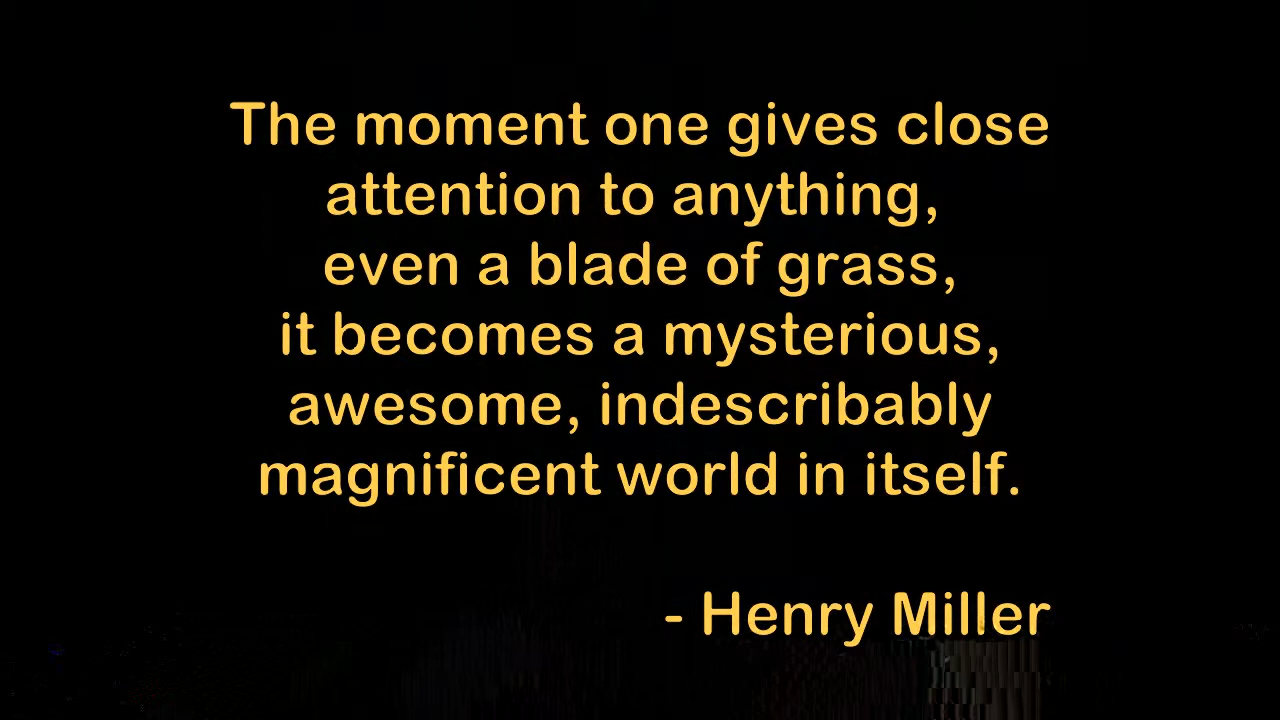 The moment one gives close
attention to anything,
even a blade of grass,
it becomes a mysterious,
awesome, indescribably
magnificent world in itself.
- Henry Miller